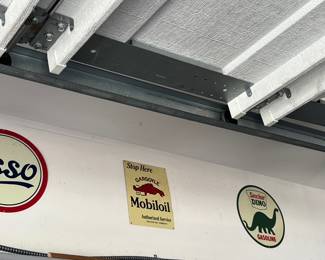 sso
Stop Here
GARGOYLE
Mobiloil
Authorized Service
Sinclair
DINO
GASOLINE